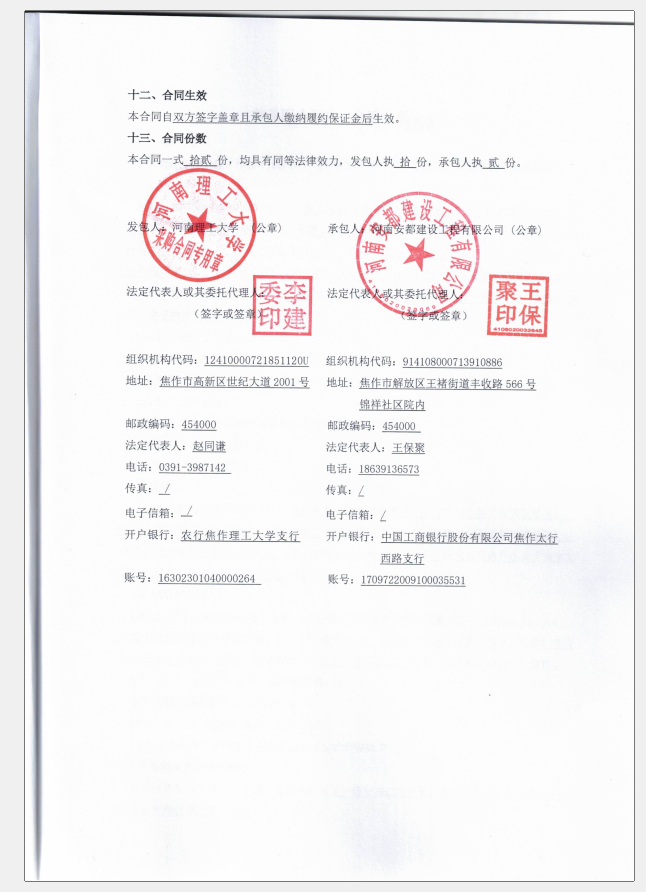 十二、合同生效
本合同自双方签字盖章且承包人缴纳履约保证金后生效。
十三、合同份数
本合同一式 拾贰 份，均具有同等法律效力，发包人执 拾 份，承包人执 贰 份。
河南理工大学
采购合同专用章
河南安都建设工程有限公司
发包人：河南理工大学 （公章）
承包人：河南安都建设工程有限公司（公章）
法定代表人或其委托代理人：
（签字或签章）
李建委印
法定代表人或其委托代理人：
（签字或签章）
王保聚印
组织机构代码：12410000721851120U
地址：焦作市高新区世纪大道 2001 号
邮政编码：454000
法定代表人：赵同谦
电话：0391-3987142
传真：/
电子信箱：/
开户银行：农行焦作理工大学支行
账号：16302301040000264
组织机构代码：914108000713910886
地址：焦作市解放区王褚街道丰收路 566 号
锦祥社区院内
邮政编码：454000
法定代表人：王保聚
电话：18639136573
传真：/
电子信箱：/
开户银行：中国工商银行股份有限公司焦作太行
西路支行
账号：1709722009100035531